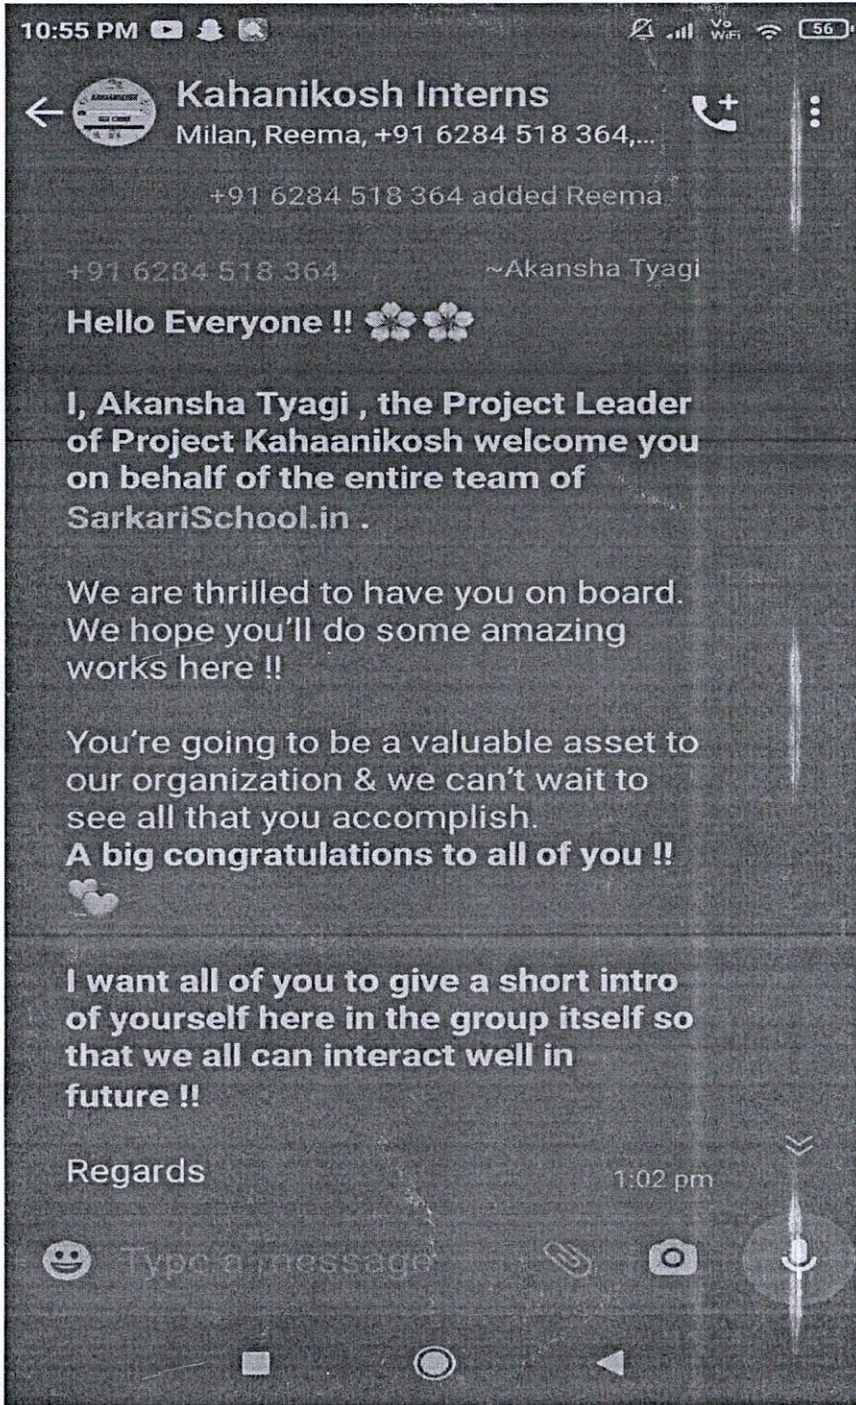 10:55 PM
Vo WiFi 56
Kahanikosh Interns
Milan, Reema, +91 6284 518 364,...
+91 6284 518 364 added Reema
+91 6284 518 364 ~Akansha Tyagi
Hello Everyone !! 🌸🌸
I, Akansha Tyagi , the Project Leader
of Project Kahaanikosh welcome you
on behalf of the entire team of
SarkariSchool.in .
We are thrilled to have you on board.
We hope you'll do some amazing
works here !!
You're going to be a valuable asset to
our organization & we can't wait to
see all that you accomplish.
A big congratulations to all of you !!
💕
I want all of you to give a short intro
of yourself here in the group itself so
that we all can interact well in
future !!
Regards
1:02 pm
Type a message